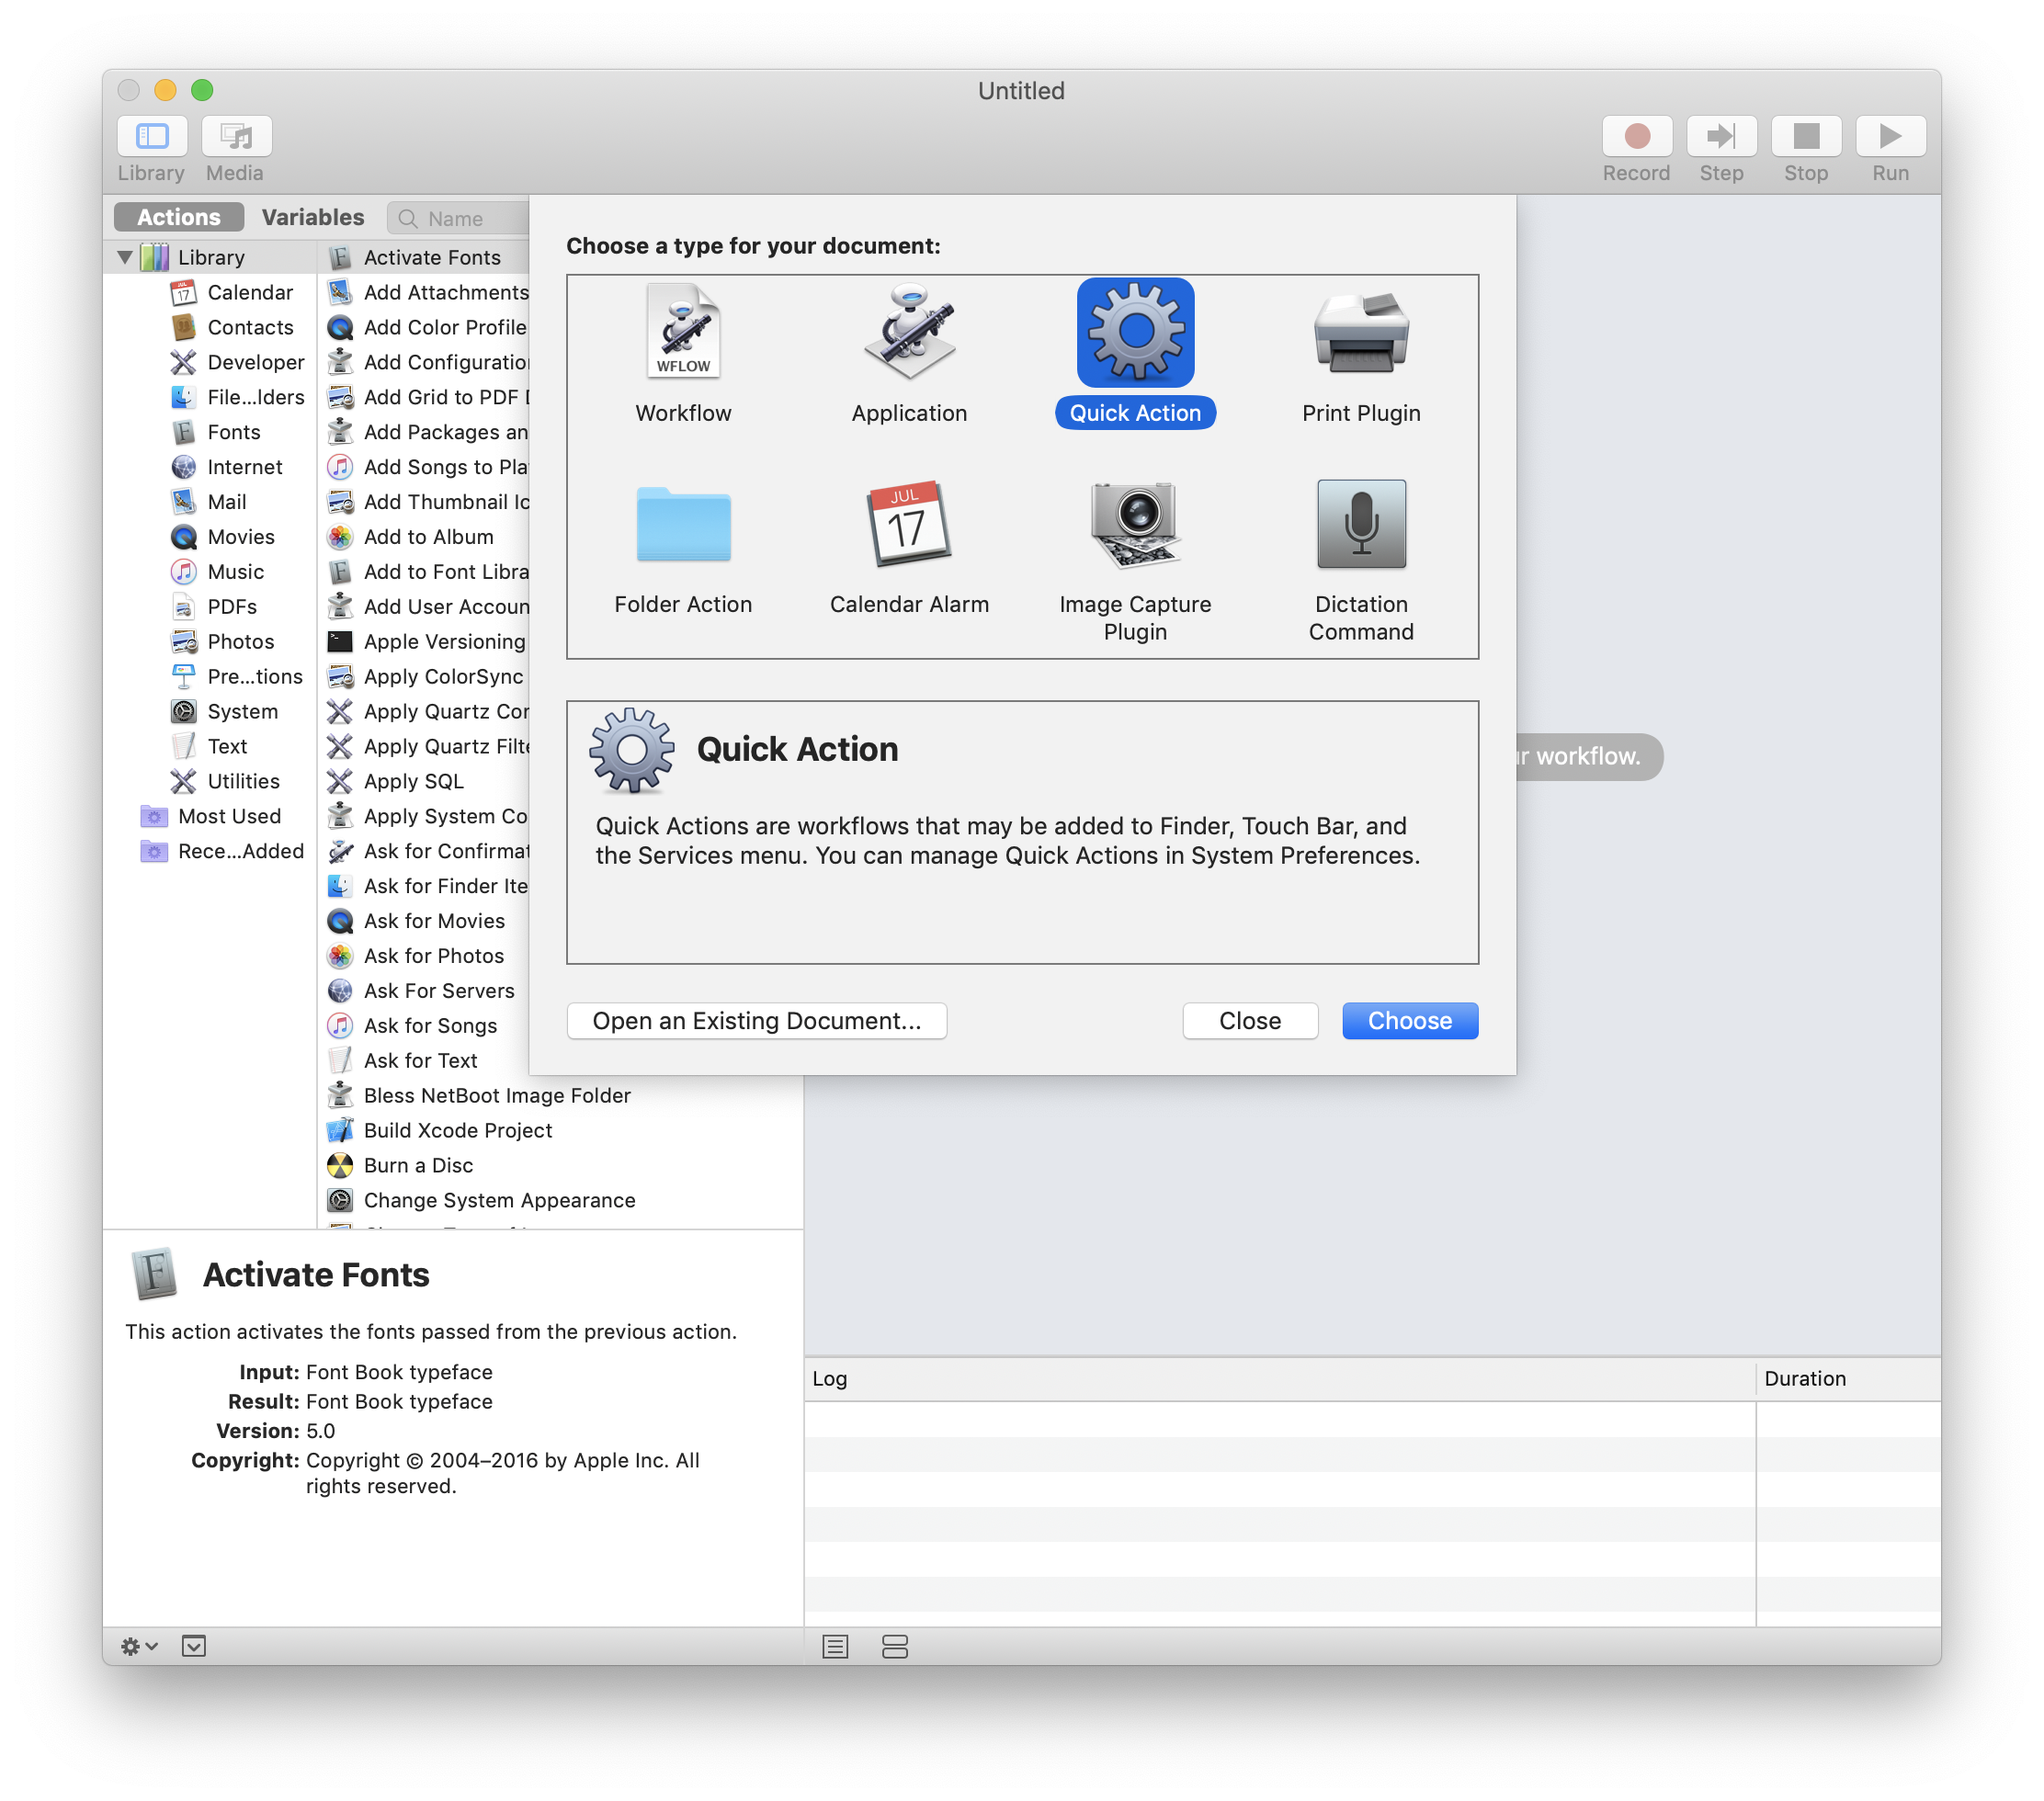 Untitled
Library
Media
Record
Step
Stop
Run
Actions
Variables
Name
Library
Calendar
Contacts
Developer
File...lders
Fonts
Internet
Mail
Movies
Music
PDFs
Photos
Pre...tions
System
Text
Utilities
Most Used
Rece...Added
Activate Fonts
Add Attachments
Add Color Profile
Add Configuration
Add Grid to PDF
Add Packages an
Add Songs to Pla
Add Thumbnail Ic
Add to Album
Add to Font Libra
Add User Accoun
Apple Versioning
Apply ColorSync
Apply Quartz Cor
Apply Quartz Filte
Apply SQL
Apply System Co
Ask for Confirmat
Ask for Finder Ite
Ask for Movies
Ask for Photos
Ask For Servers
Ask for Songs
Ask for Text
Bless NetBoot Image Folder
Build Xcode Project
Burn a Disc
Change System Appearance
Choose a type for your document:
WFLOW
Workflow
Application
Quick Action
Print Plugin
Folder Action
JUL
17
Calendar Alarm
Image Capture
Plugin
Dictation
Command
Quick Action
Quick Actions are workflows that may be added to Finder, Touch Bar, and
the Services menu. You can manage Quick Actions in System Preferences.
Open an Existing Document...
Close
Choose
ur workflow.
Activate Fonts
This action activates the fonts passed from the previous action.
Input: Font Book typeface
Result: Font Book typeface
Version: 5.0
Copyright: Copyright © 2004–2016 by Apple Inc. All
rights reserved.
Log
Duration